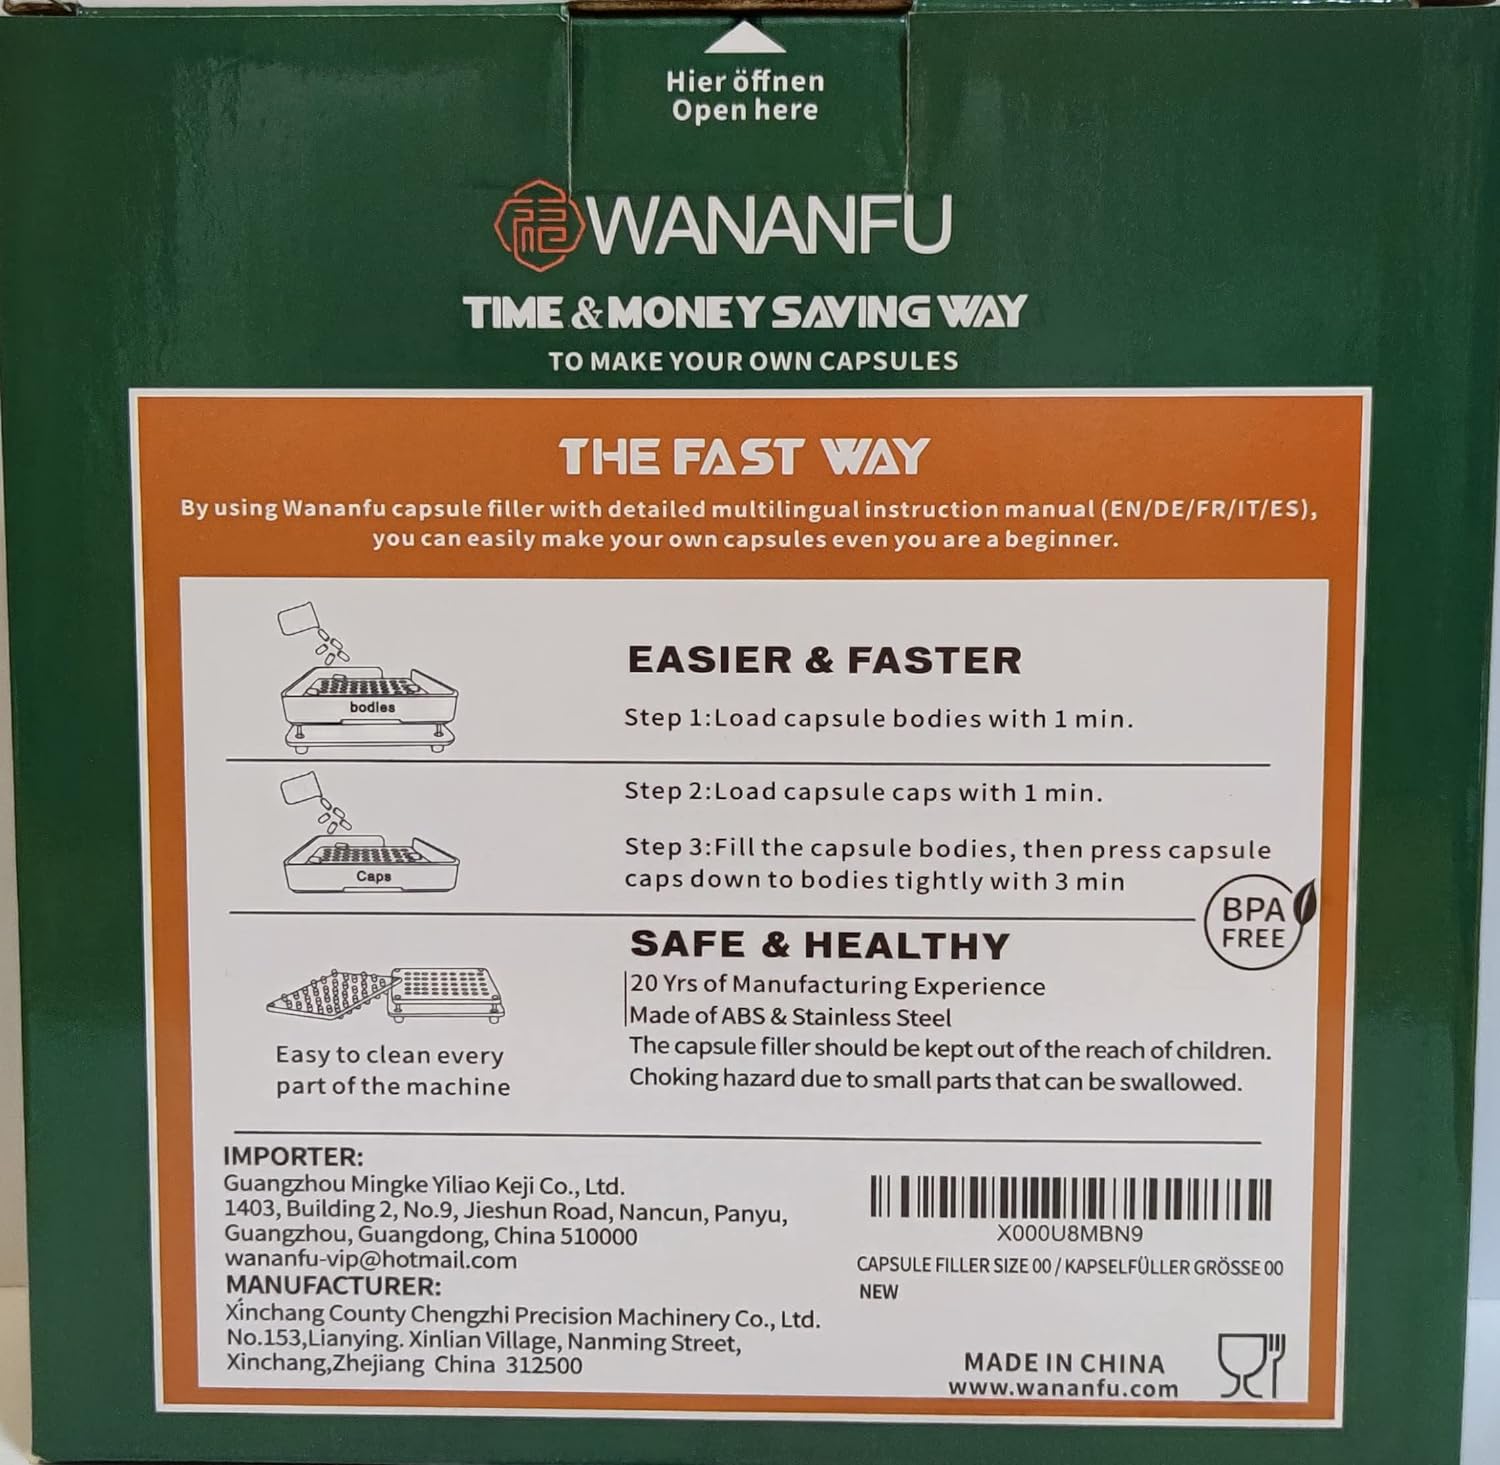 Hier öffnen
Open here
WANANFU
TIME & MONEY SAVING WAY
TO MAKE YOUR OWN CAPSULES
THE FAST WAY
By using Wananfu capsule filler with detailed multilingual instruction manual (EN/DE/FR/IT/ES),
you can easily make your own capsules even you are a beginner.
bodies
EASIER & FASTER
Step 1:Load capsule bodies with 1 min.
Caps
Step 2:Load capsule caps with 1 min.
Step 3:Fill the capsule bodies, then press capsule
caps down to bodies tightly with 3 min
BPA
FREE
Easy to clean every
part of the machine
SAFE & HEALTHY
20 Yrs of Manufacturing Experience
Made of ABS & Stainless Steel
The capsule filler should be kept out of the reach of children.
Choking hazard due to small parts that can be swallowed.
IMPORTER:
Guangzhou Mingke Yiliao Keji Co., Ltd.
1403, Building 2, No.9, Jieshun Road, Nancun, Panyu,
Guangzhou, Guangdong, China 510000
wananfu-vip@hotmail.com
MANUFACTURER:
Xinchang County Chengzhi Precision Machinery Co., Ltd.
No.153,Lianying. Xinlian Village, Nanming Street,
Xinchang,Zhejiang China 312500
X000U8MBN9
CAPSULE FILLER SIZE 00 / KAPSELFÜLLER GRÖSSE 00
NEW
MADE IN CHINA
www.wananfu.com